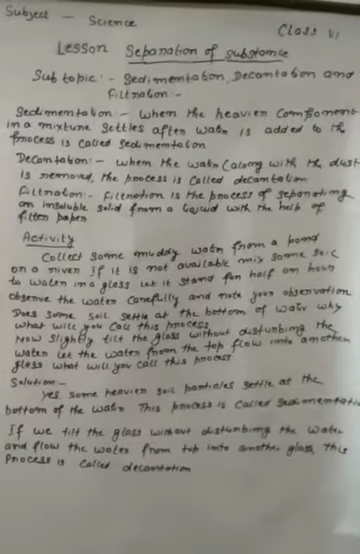 Subject - Science
Class VI
Lesson Separation of substance
Sub topic:- Sedimentation, Decantation and
Filtration:-
Sedimentation:- When the heavier component
in a mixture settles after water is added to the
process is called sedimentation
Decantation:- When the water (along with the dust
is removed, the process is called decantation
Filtration:- Filtration is the process of separating
an insoluble solid from a liquid with the help of
filter paper
Activity
Collect some muddy water from a pond
on a river If it is not available mix some soil
to water in a glass let it stand for half an hour
observe the water carefully and note your observation
Does some soil settle at the bottom of water why
what will you call this process
Now slightly tilt the glass without disturbing the
water let the water from the top flow into another
glass what will you call this process
Solution-
yes some heavier soil particles settle at the
bottom of the water This process is called sedimentatio
If we tilt the glass without disturbing the water
and flow the water from top into another glass this
process is called decantation